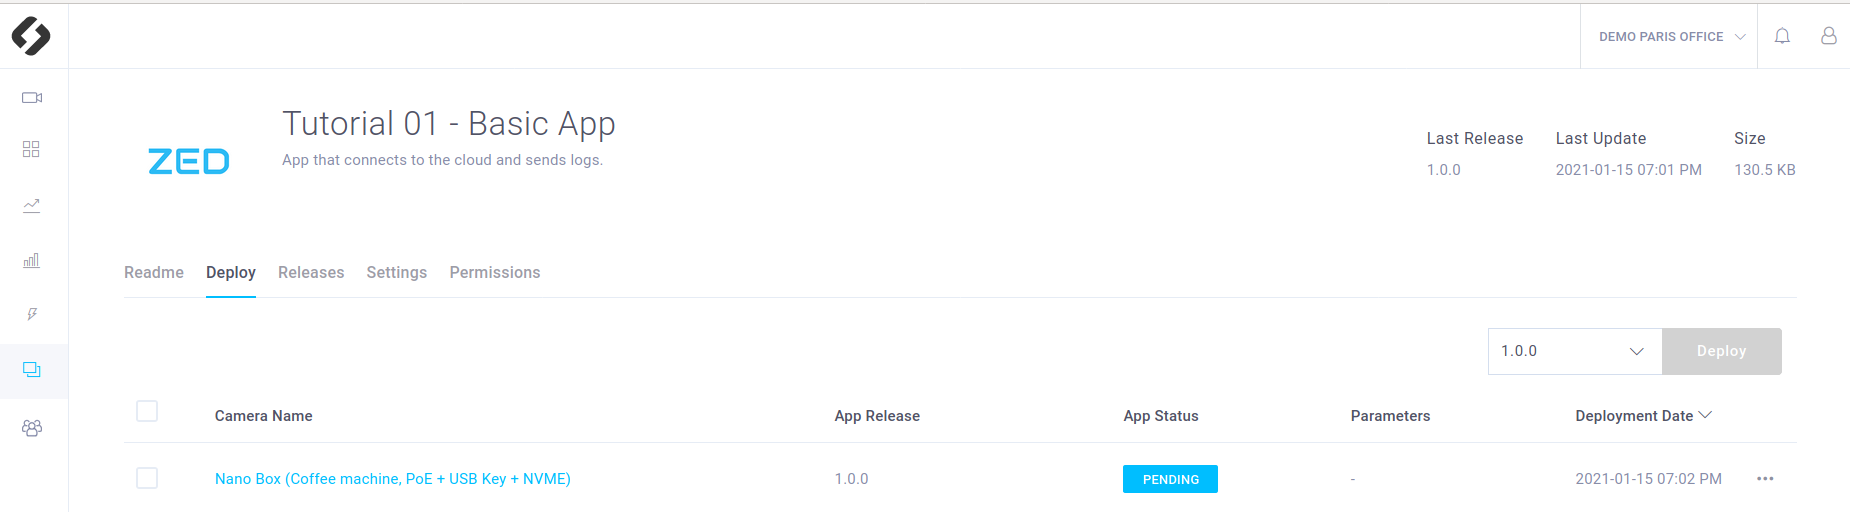 DEMO PARIS OFFICE
ZED
Tutorial 01 - Basic App
App that connects to the cloud and sends logs.
Last Release Last Update Size
1.0.0 2021-01-15 07:01 PM 130.5 KB
Readme Deploy Releases Settings Permissions
1.0.0 Deploy
Camera Name App Release App Status Parameters Deployment Date
Nano Box (Coffee machine, PoE + USB Key + NVME) 1.0.0 PENDING - 2021-01-15 07:02 PM